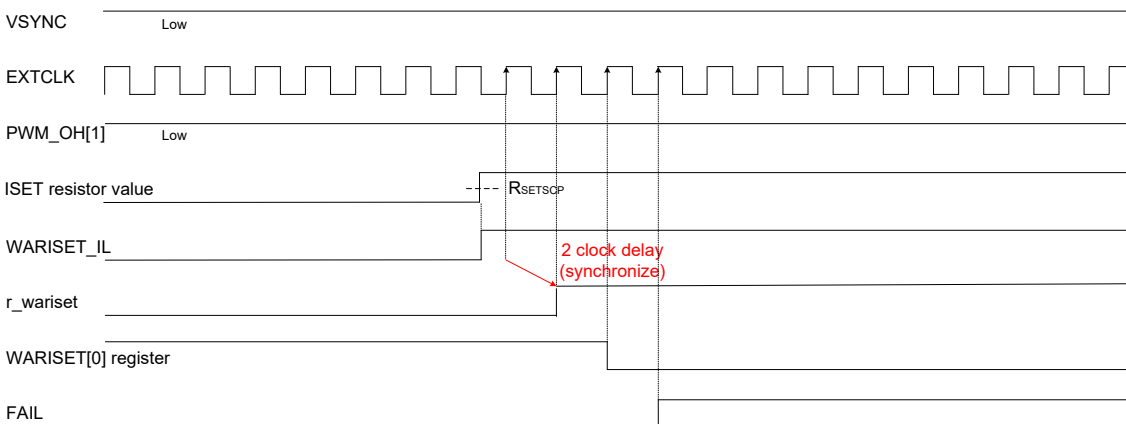 VSYNC
Low
EXTCLK
PWM_OH[1]
Low
ISET resistor value
RSETSCP
WARISET_IL
2 clock delay
(synchronize)
r_wariset
WARISET[0] register
FAIL